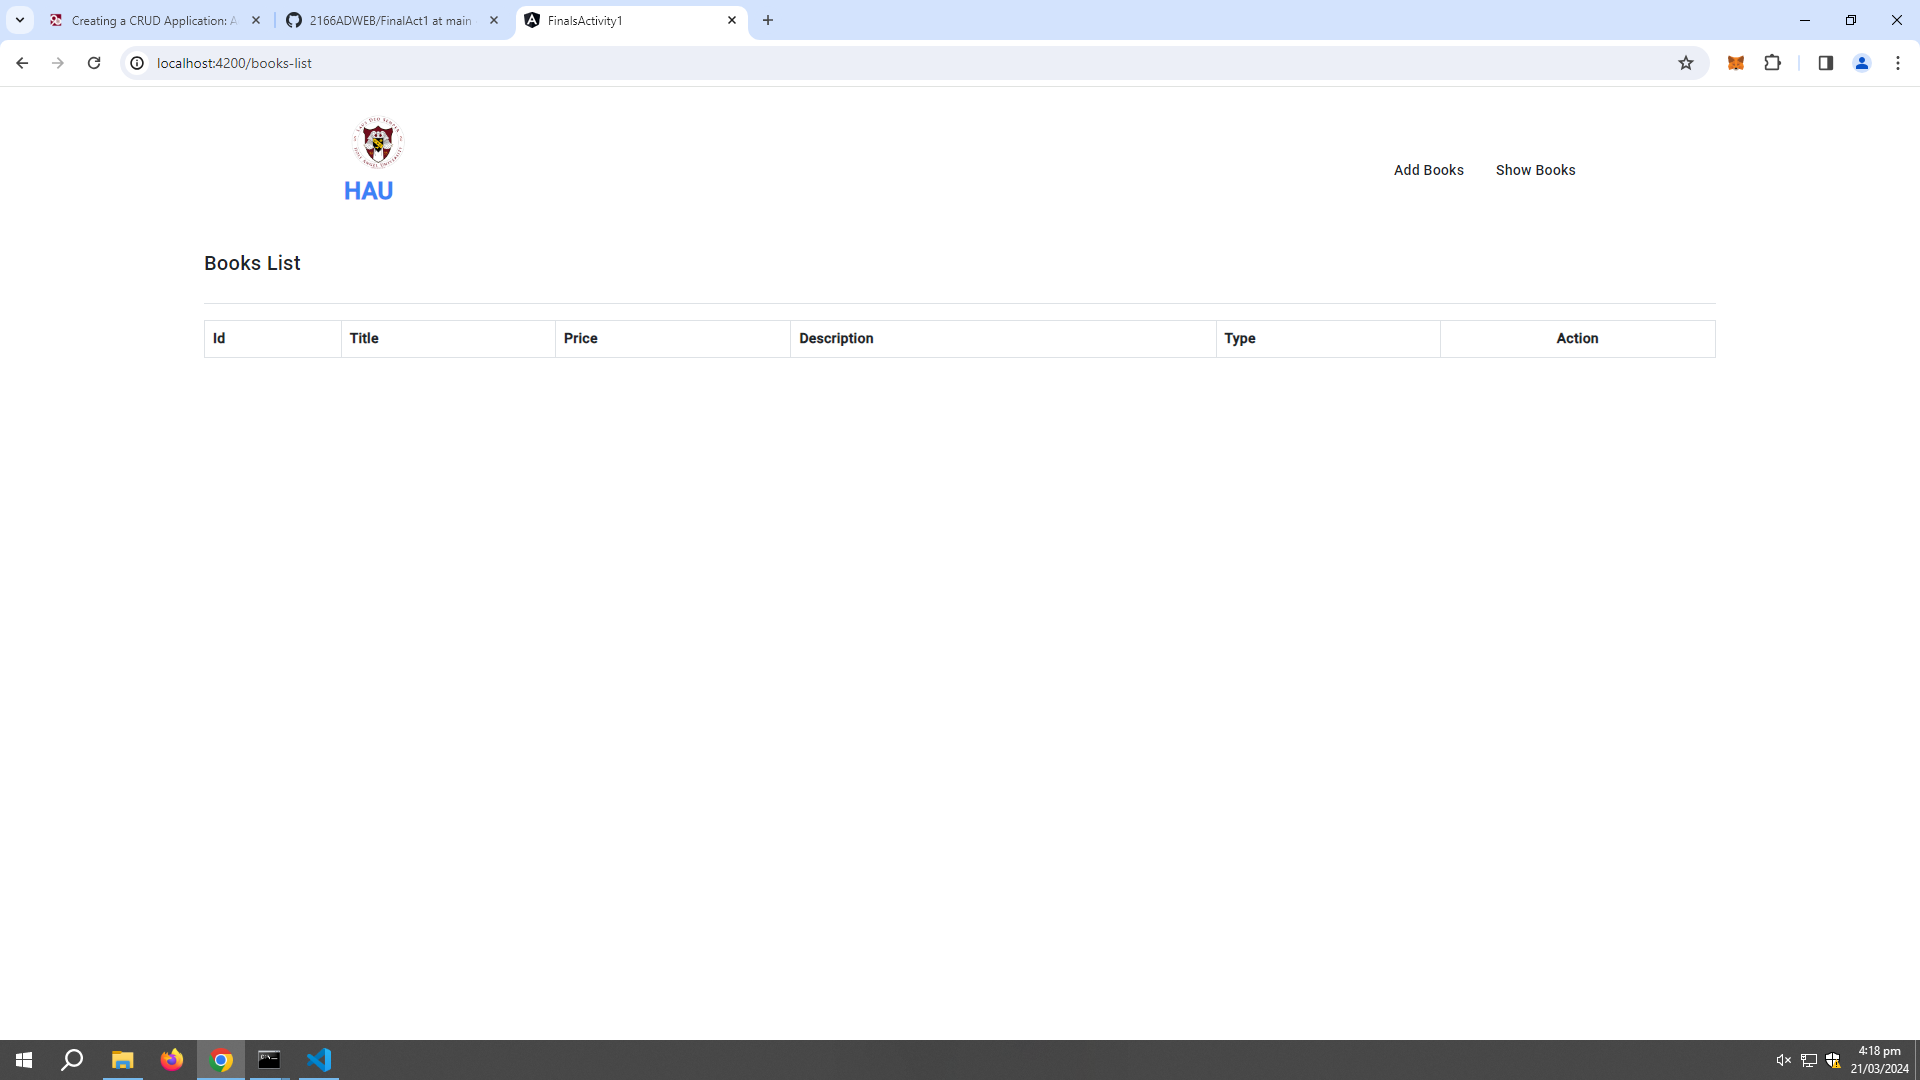 Creating a CRUD Application: A
2166ADWEB/FinalAct1 at main
FinalsActivity1
localhost:4200/books-list
HAU
Add Books
Show Books
Books List
Id
Title
Price
Description
Type
Action
4:18 pm
21/03/2024